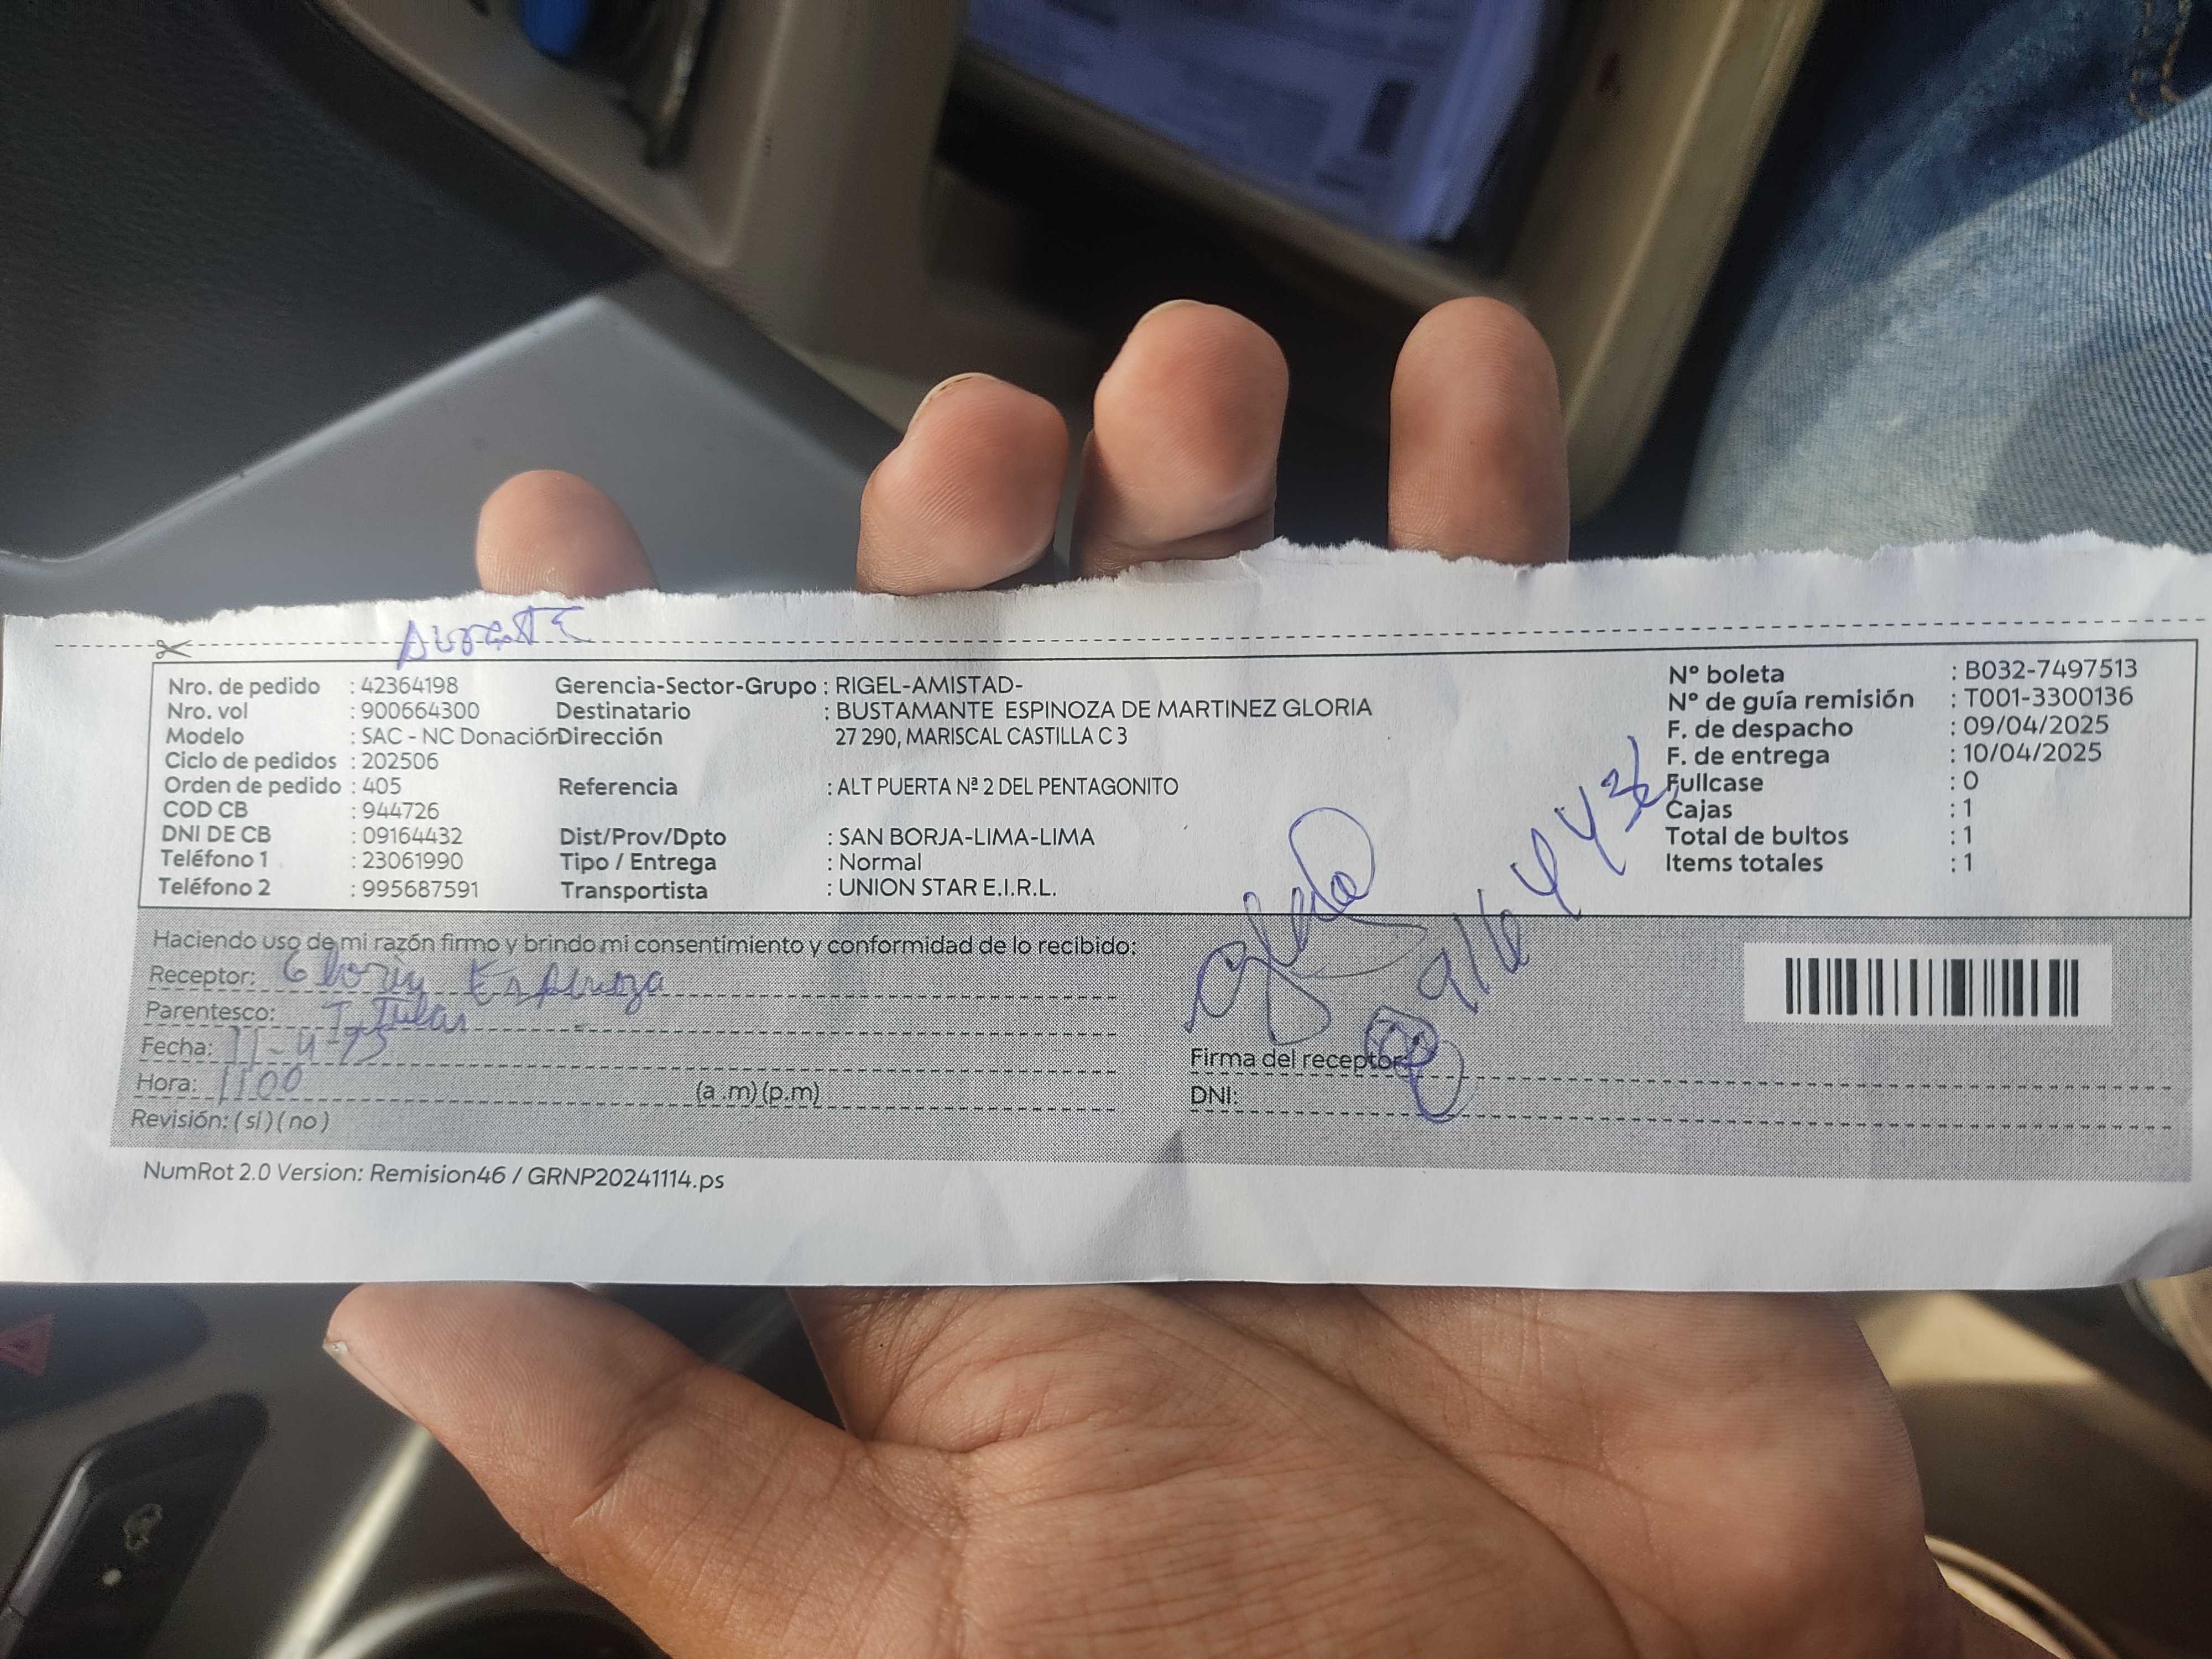 Nro. de pedido : 42364198
Nro. vol : 900664300
Modelo : SAC - NC Donación
Ciclo de pedidos : 202506
Orden de pedido : 405
COD CB : 944726
DNI DE CB : 09164432
Teléfono 1 : 23061990
Teléfono 2 : 995687591
Gerencia-Sector-Grupo : RIGEL-AMISTAD-
Destinatario : BUSTAMANTE ESPINOZA DE MARTINEZ GLORIA
Dirección 27 290, MARISCAL CASTILLA C 3
Referencia : ALT PUERTA Nª 2 DEL PENTAGONITO
Dist/Prov/Dpto : SAN BORJA-LIMA-LIMA
Tipo / Entrega : Normal
Transportista : UNION STAR E.I.R.L.
Nº boleta : B032-7497513
Nº de guía remisión : T001-3300136
F. de despacho : 09/04/2025
F. de entrega : 10/04/2025
Fullcase : 0
Cajas : 1
Total de bultos : 1
Items totales : 1
Haciendo uso de mi razón firmo y brindo mi consentimiento y conformidad de lo recibido:
Receptor: Gloria Espinoza
Parentesco: Titular
Fecha: 11-4-25
Hora: 1100 (a .m) (p.m)
Revisión: ( si ) ( no )
Firma del receptor
DNI:
NumRot 2.0 Version: Remision46 / GRNP20241114.ps